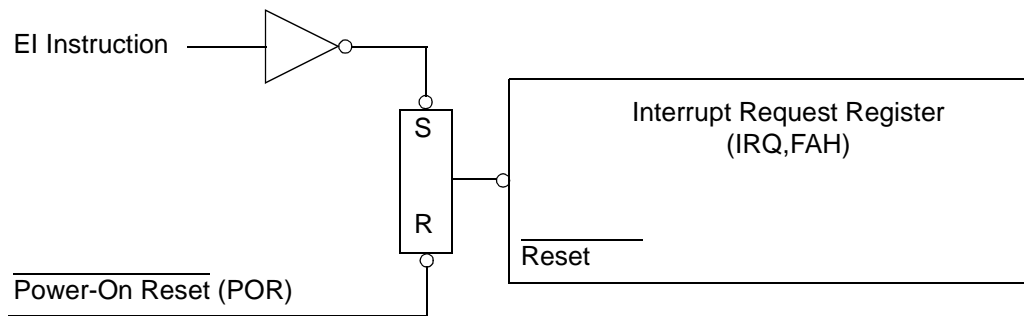 EI Instruction
Interrupt Request Register
(IRQ,FAH)
S
R
Reset
Power-On Reset (POR)